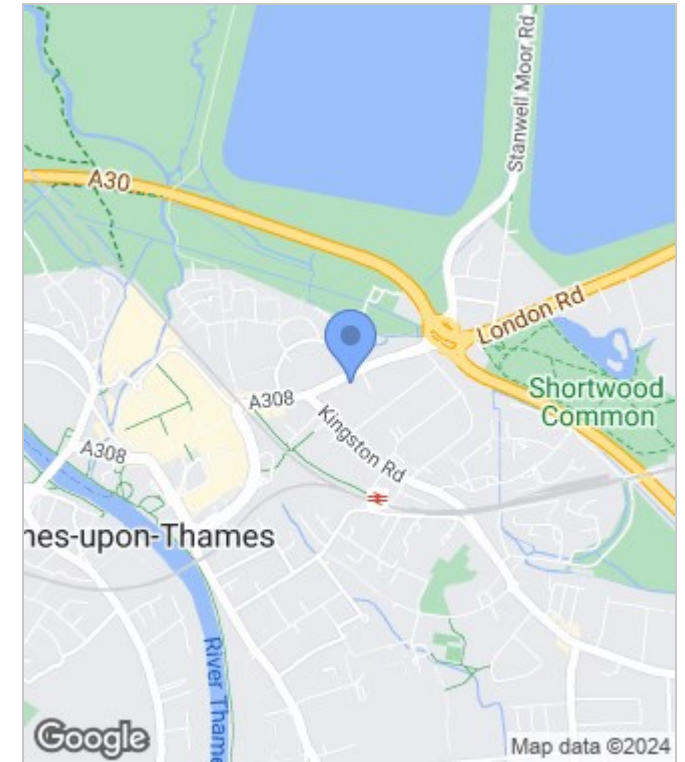 Stanwell Moor Rd
A30
London Rd
Shortwood
Common
A308
Kingston Rd
A308
nes-upon-Thames
River Thame
Google
Map data ©2024